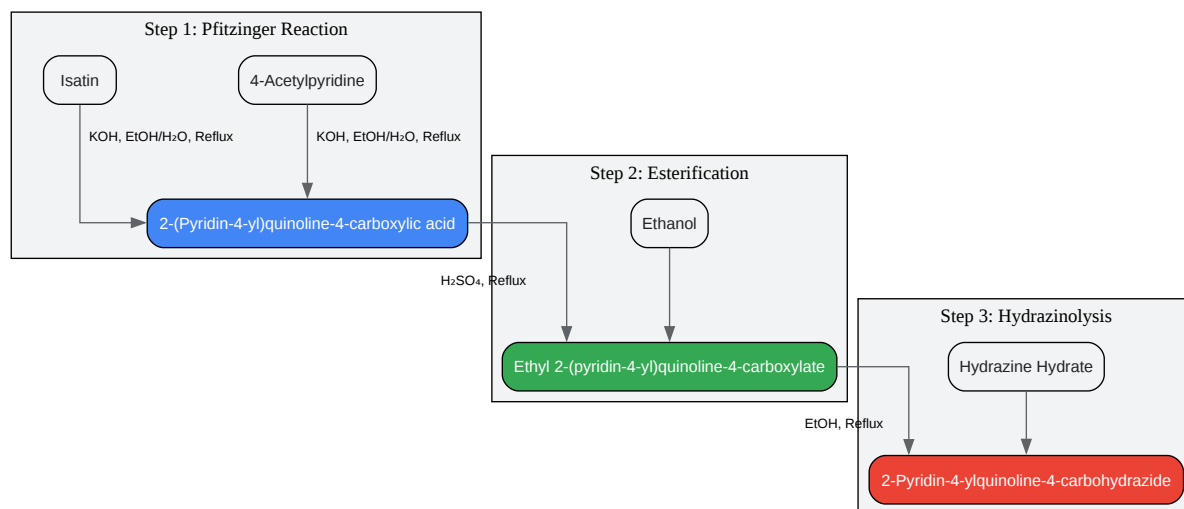 Step 1: Pfitzinger Reaction
Isatin
4-Acetylpyridine
KOH, EtOH/H₂O, Reflux
KOH, EtOH/H₂O, Reflux
2-(Pyridin-4-yl)quinoline-4-carboxylic acid
Step 2: Esterification
Ethanol
H₂SO₄, Reflux
Ethyl 2-(pyridin-4-yl)quinoline-4-carboxylate
Step 3: Hydrazinolysis
Hydrazine Hydrate
EtOH, Reflux
2-Pyridin-4-ylquinoline-4-carbohydrazide